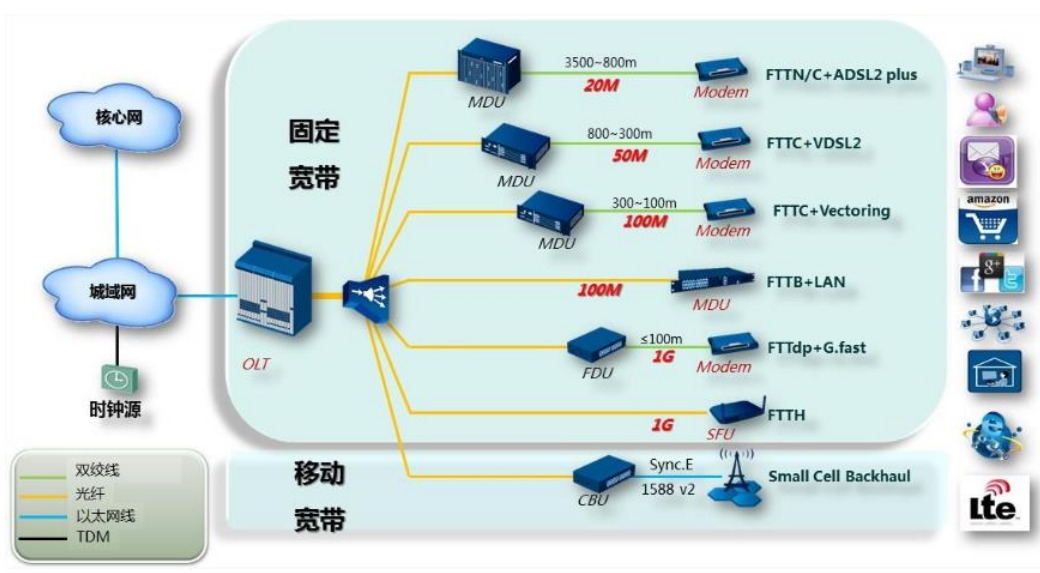 核心网
城域网
时钟源
双绞线
光纤
以太网线
TDM
固定
宽带
OLT
MDU
3500~800m
20M
Modem
FTTN/C+ADSL2 plus
MDU
800~300m
50M
Modem
FTTC+VDSL2
MDU
300~100m
100M
Modem
FTTC+Vectoring
100M
MDU
FTTB+LAN
FDU
≤100m
1G
Modem
FTTdp+G.fast
1G
SFU
FTTH
移动
宽带
CBU
Sync.E
1588 v2
Small Cell Backhaul
amazon
f
g+
t
e
Lte